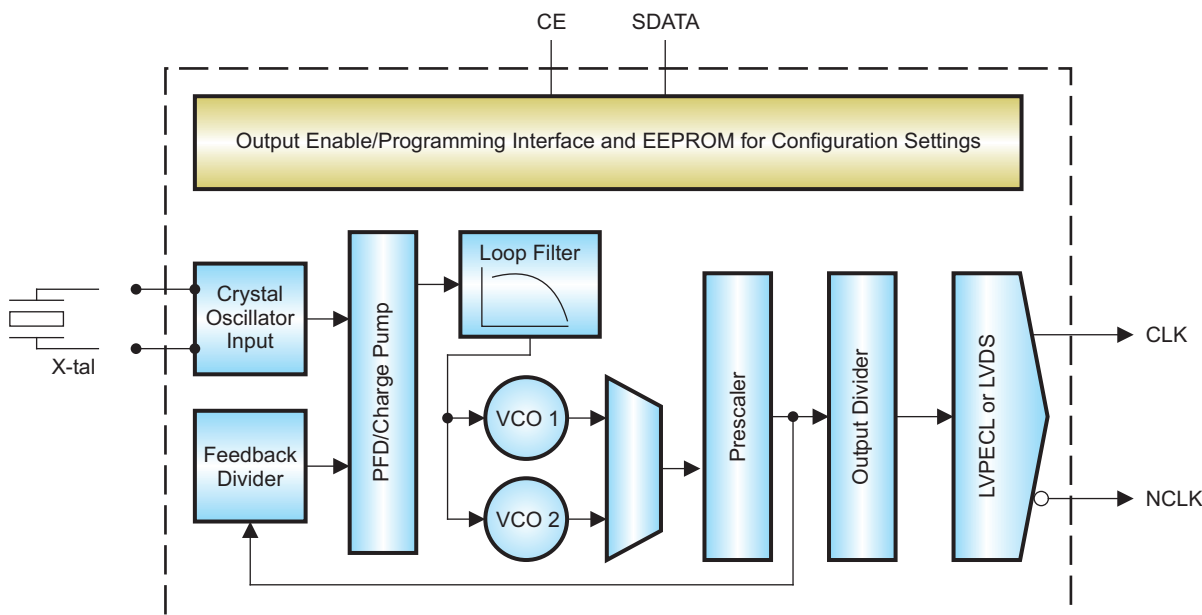 CE
SDATA
Output Enable/Programming Interface and EEPROM for Configuration Settings
X-tal
Crystal
Oscillator
Input
Feedback
Divider
PFD/Charge Pump
Loop Filter
VCO 1
VCO 2
Prescaler
Output Divider
LVPECL or LVDS
CLK
NCLK